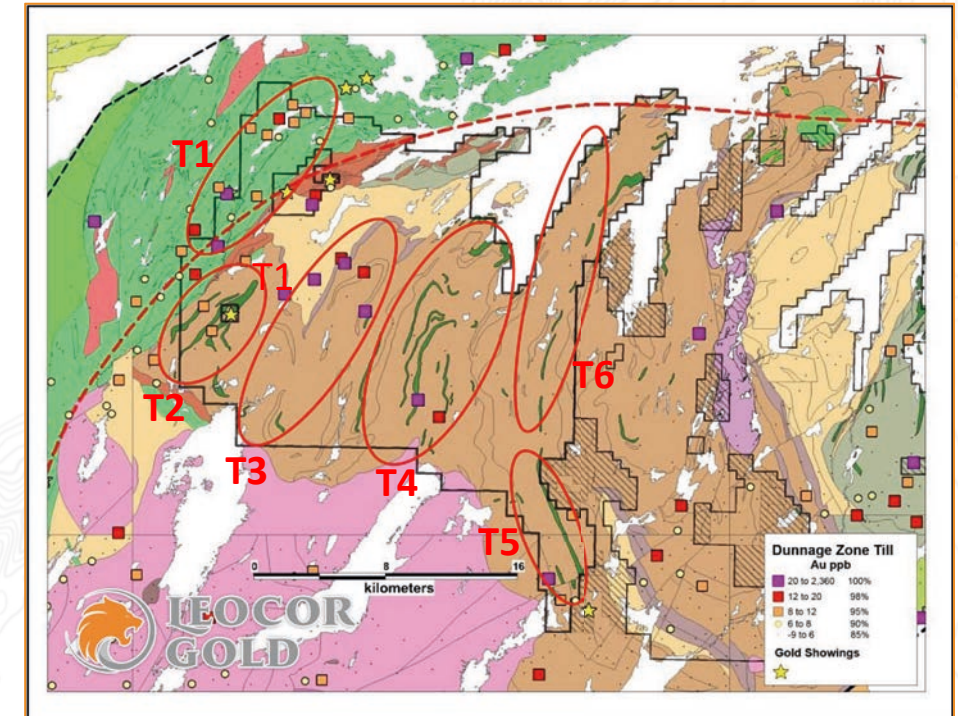 N
T1
T1
T6
T2
T3
T4
T5
0 8 16
kilometers
LEOCOR
GOLD
Dunnage Zone Till
Au ppb
20 to 2,360 100%
12 to 20 98%
8 to 12 95%
6 to 8 90%
-9 to 6 85%
Gold Showings